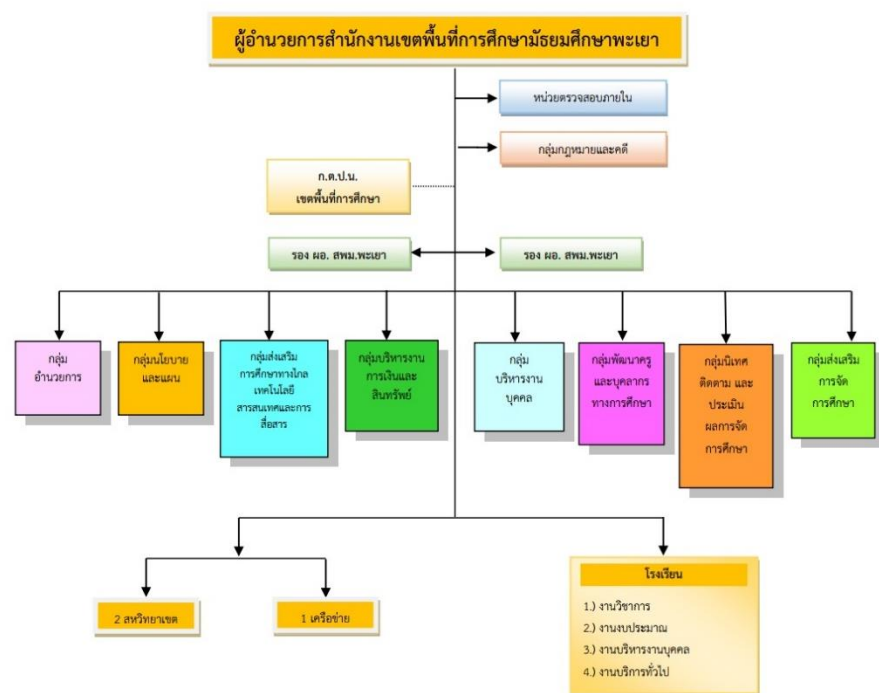 ผู้อำนวยการสำนักงานเขตพื้นที่การศึกษามัธยมศึกษาพะเยา
หน่วยตรวจสอบภายใน
กลุ่มกฎหมายและคดี
ก.ต.ป.น.
เขตพื้นที่การศึกษา
รอง ผอ. สพม.พะเยา
รอง ผอ. สพม.พะเยา
กลุ่ม
อำนวยการ
กลุ่มนโยบาย
และแผน
กลุ่มส่งเสริม
การศึกษาทางไกล
เทคโนโลยี
สารสนเทศและการ
สื่อสาร
กลุ่มบริหารงาน
การเงินและ
สินทรัพย์
กลุ่ม
บริหารงาน
บุคคล
กลุ่มพัฒนาครู
และบุคลากร
ทางการศึกษา
กลุ่มนิเทศ
ติดตาม และ
ประเมิน
ผลการจัด
การศึกษา
กลุ่มส่งเสริม
การจัด
การศึกษา
2 สหวิทยาเขต
1 เครือข่าย
โรงเรียน
1.) งานวิชาการ
2.) งานงบประมาณ
3.) งานบริหารงานบุคคล
4.) งานบริการทั่วไป